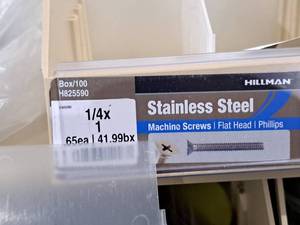 Box/100
H825590
HILLMAN
1/4x
1
65ea | 41.99bx
Stainless Steel
Machine Screws | Flat Head | Phillips